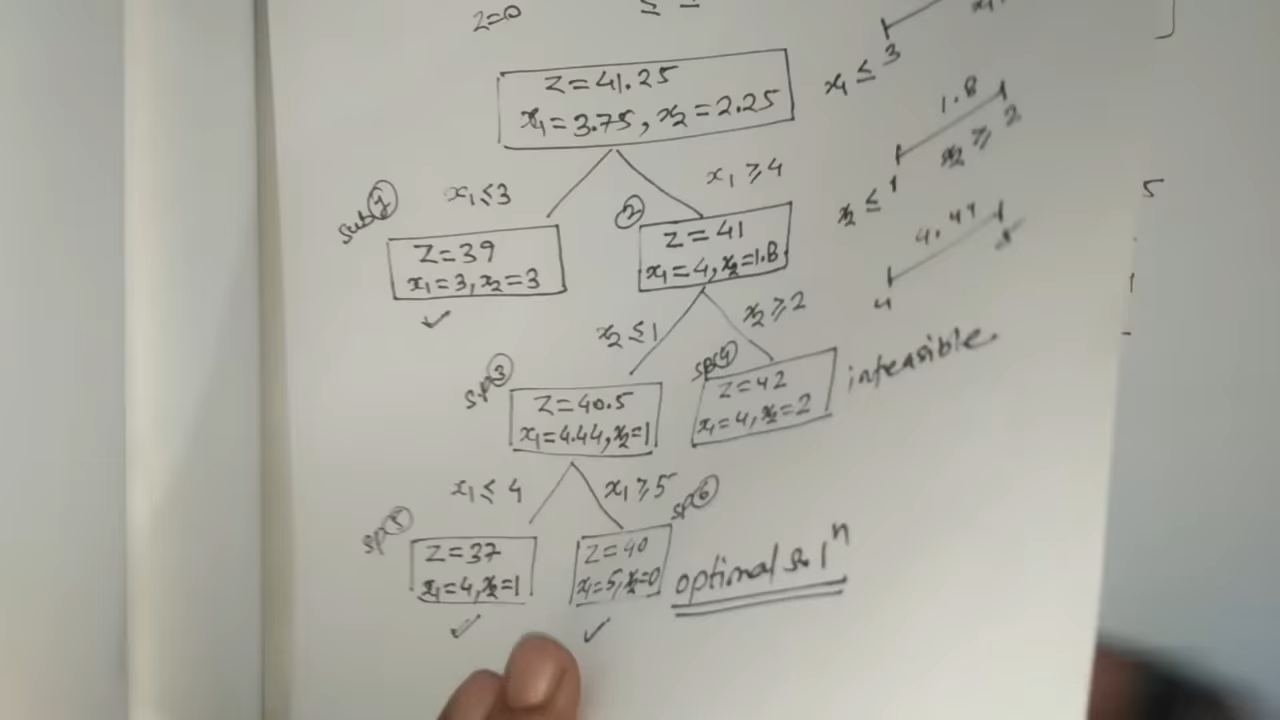 Z=0
≤
Z=41.25
x₁=3.75, x₂=2.25
x₁ ≤ 3
1.8
x₂ ≤ 1
x₂ ≥ 2
4.44
4
5
x₁ ≤ 3
x₁ ≥ 4
sub 1
Z=39
x₁=3, x₂=3
✓
2
Z=41
x₁=4, x₂=1.8
x₂ ≤ 1
x₂ ≥ 2
sp 3
Z=40.5
x₁=4.44, x₂=1
sp 4
Z=42
x₁=4, x₂=2
infeasible
x₁ ≤ 4
x₁ ≥ 5
sp 5
Z=37
x₁=4, x₂=1
✓
sp 6
Z=40
x₁=5, x₂=0
✓
optimal solⁿ
5